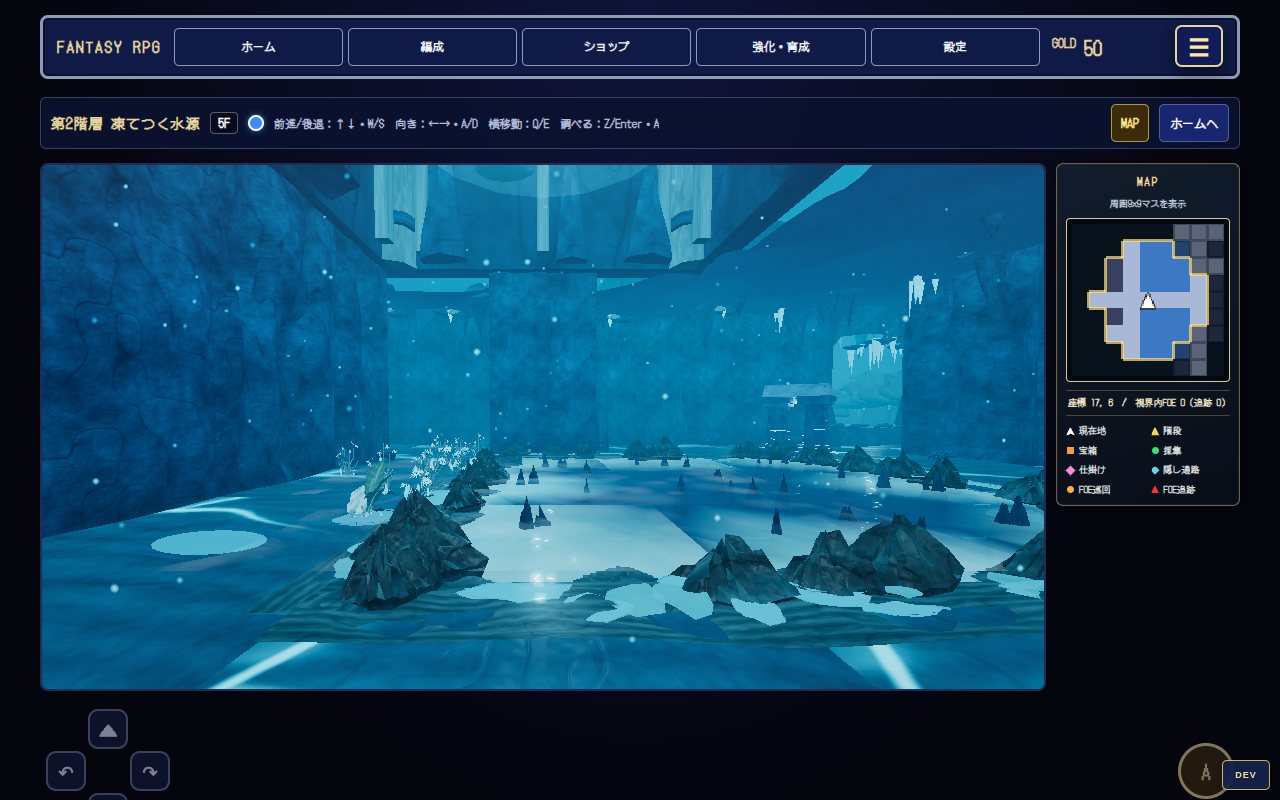 FANTASY RPG
ホーム
編成
ショップ
強化・育成
設定
GOLD 50
第2階層 凍てつく水源
5F
前進/後退：↑↓・W/S 向き：←→・A/D 横移動：Q/E 調べる：Z/Enter・A
MAP
ホームへ
MAP
周囲9x9マスを表示
座標 17, 6 / 視界内FOE 0 (追跡 0)
現在地
階段
宝箱
採集
仕掛け
隠し通路
FOE巡回
FOE追跡
A
DEV